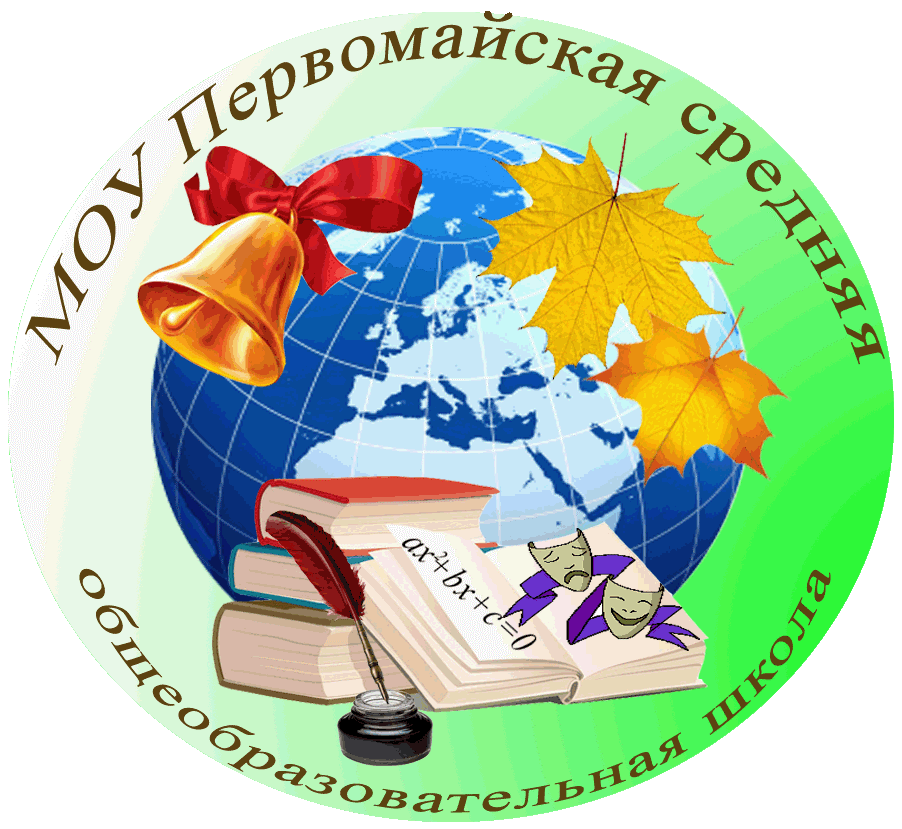 МОУ Первомайская средняя
общеобразовательная школа
ax²+bx+c=0